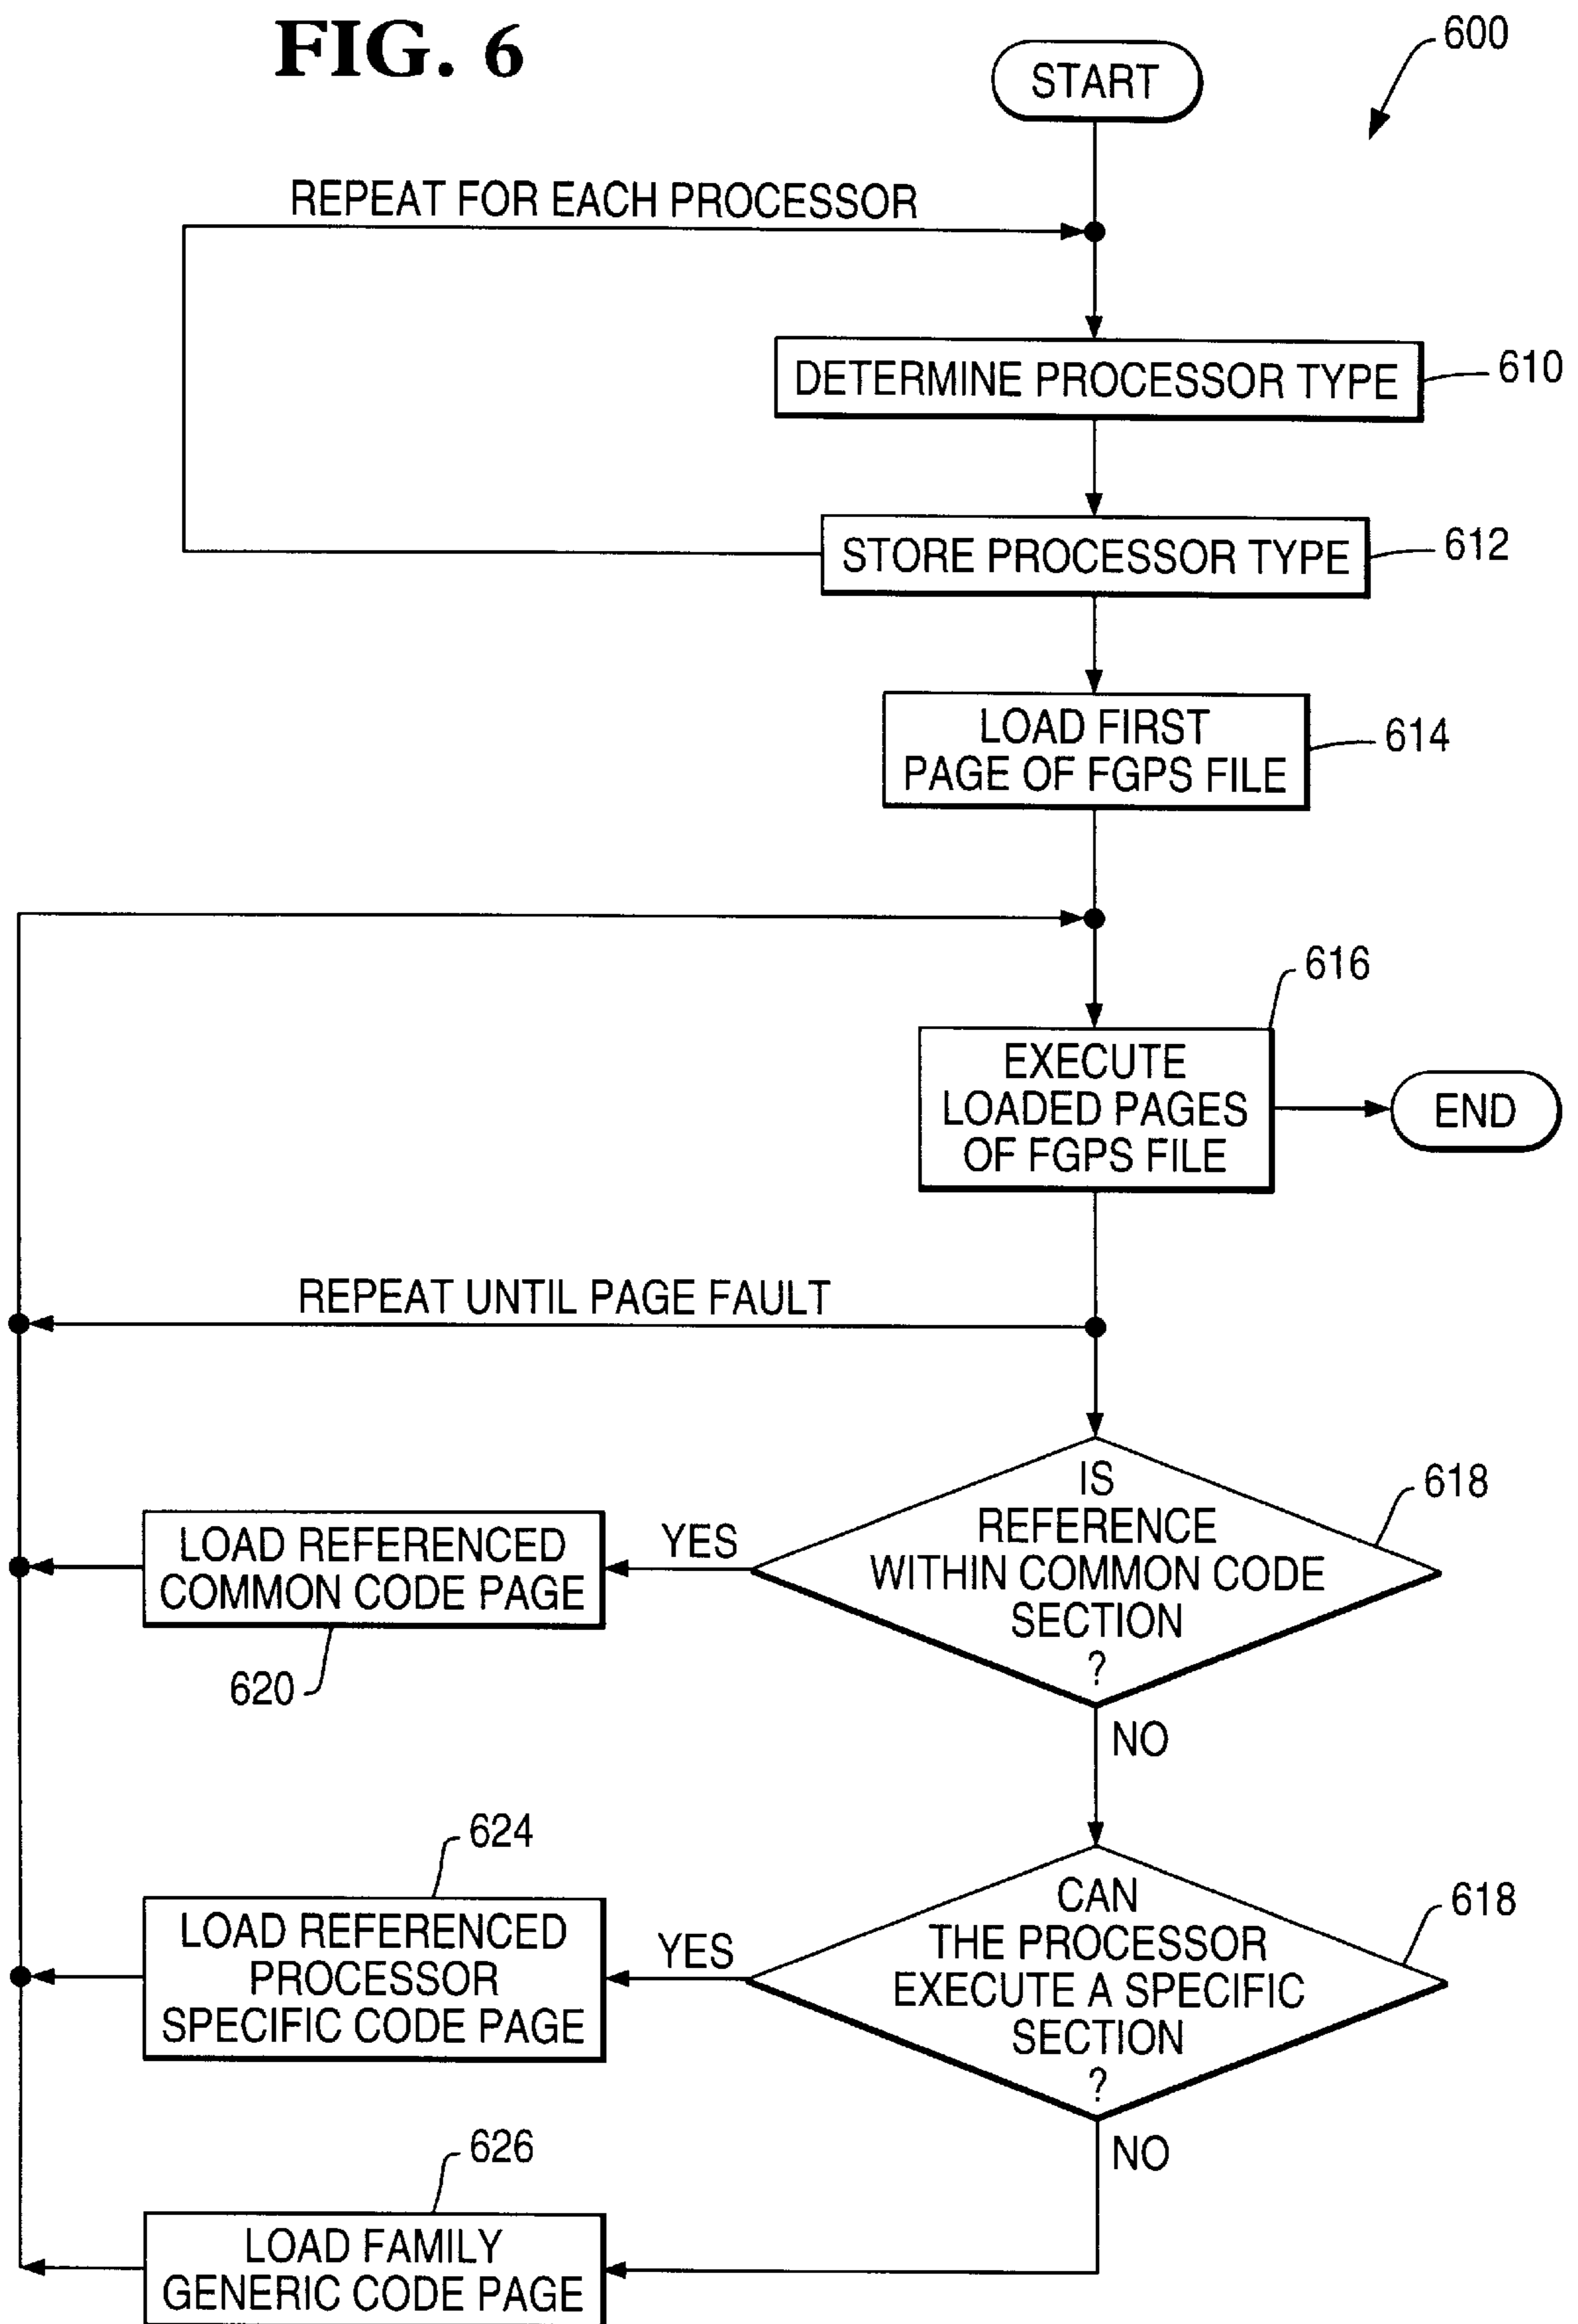 FIG. 6
600
START
REPEAT FOR EACH PROCESSOR
DETERMINE PROCESSOR TYPE
610
STORE PROCESSOR TYPE
612
LOAD FIRST
PAGE OF FGPS FILE
614
616
EXECUTE
LOADED PAGES
OF FGPS FILE
END
REPEAT UNTIL PAGE FAULT
IS
REFERENCE
WITHIN COMMON CODE
SECTION
?
618
YES
LOAD REFERENCED
COMMON CODE PAGE
620
NO
624
CAN
THE PROCESSOR
EXECUTE A SPECIFIC
SECTION
?
618
YES
LOAD REFERENCED
PROCESSOR
SPECIFIC CODE PAGE
NO
626
LOAD FAMILY
GENERIC CODE PAGE